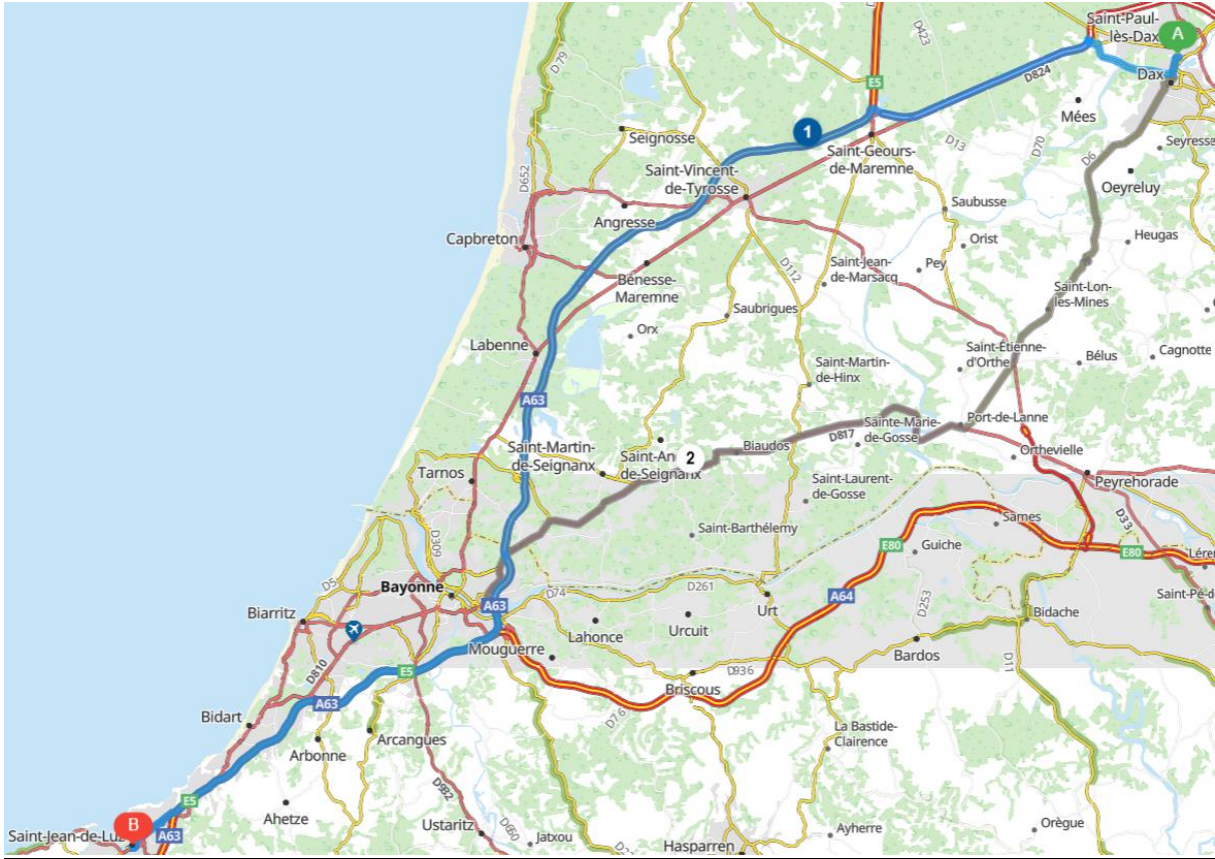 Saint-Paul-
lès-Dax
A
Dax
D423
D824
D79
E5
Mées
1
Seignosse
D13
D70
D6
Seyresse
Saint-Geours-
de-Maremne
Saint-Vincent-
de-Tyrosse
D652
Oeyreluy
Angresse
Saubusse
Capbreton
Orist
Heugas
Saint-Jean-
de-Marsacq
Pey
D112
Bénesse-
Maremne
Saint-Lon-
les-Mines
Saubrigues
Orx
Labenne
Saint-Étienne-
d'Orthe
Bélus
Cagnotte
Saint-Martin-
de-Hinx
A63
Sainte-Marie-
de-Gosse
Port-de-Lanne
D817
Saint-Martin-
de-Seignanx
2
Biaudos
de-Seignanx
Orthevielle
Tarnos
Saint-Laurent-
de-Gosse
Peyrehorade
Saint-Barthélemy
Sames
D33
D309
E80
Guiche
E80
D5
Bayonne
D74
D261
A64
A63
Urt
D253
Bidache
Biarritz
Lahonce
Urcuit
Mouguerre
Bardos
D810
E5
D936
D11
Briscous
A63
Bidart
Arbonne
Arcangues
La Bastide-
Clairence
D932
E5
Ahetze
B
A63
Saint-Jean-de-Luz
Ustaritz
D650
Jatxou
Ayherre
Orègue
Hasparren